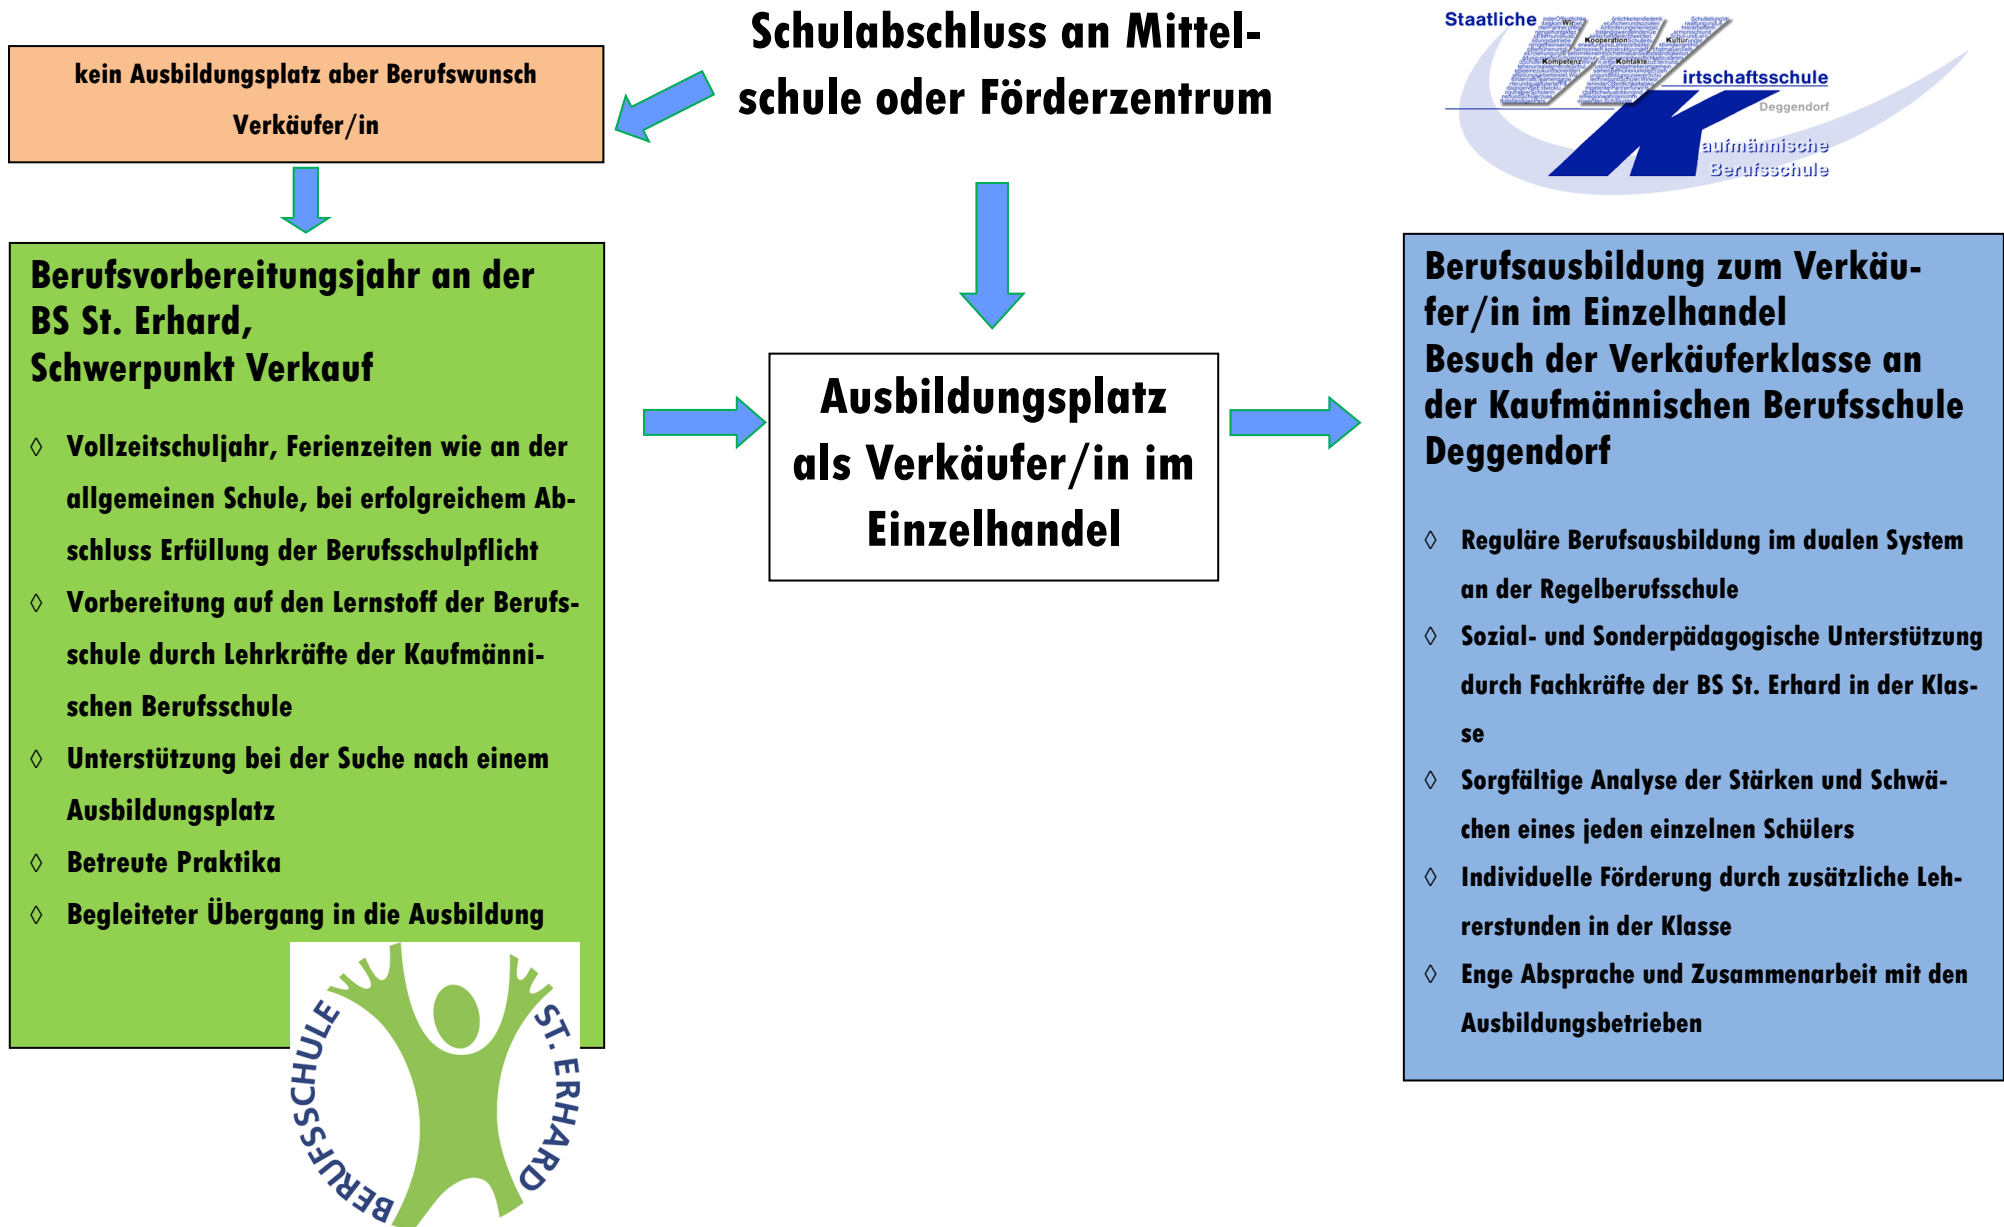 Schulabschluss an Mittel-
schule oder Förderzentrum
kein Ausbildungsplatz aber Berufswunsch
Verkäufer/in
Staatliche
Wir
Kooperation
Kultur
Kompetenz
Kontakte
irtschaftsschule
Deggendorf
aufmännische
Berufsschule
Berufsvorbereitungsjahr an der
BS St. Erhard,
Schwerpunkt Verkauf
◊ Vollzeitschuljahr, Ferienzeiten wie an der
allgemeinen Schule, bei erfolgreichem Ab-
schluss Erfüllung der Berufsschulpflicht
◊ Vorbereitung auf den Lernstoff der Berufs-
schule durch Lehrkräfte der Kaufmänni-
schen Berufsschule
◊ Unterstützung bei der Suche nach einem
Ausbildungsplatz
◊ Betreute Praktika
◊ Begleiteter Übergang in die Ausbildung
BERUFSSCHULE
ST. ERHARD
Ausbildungsplatz
als Verkäufer/in im
Einzelhandel
Berufsausbildung zum Verkäu-
fer/in im Einzelhandel
Besuch der Verkäuferklasse an
der Kaufmännischen Berufsschule
Deggendorf
◊ Reguläre Berufsausbildung im dualen System
an der Regelberufsschule
◊ Sozial- und Sonderpädagogische Unterstützung
durch Fachkräfte der BS St. Erhard in der Klas-
se
◊ Sorgfältige Analyse der Stärken und Schwä-
chen eines jeden einzelnen Schülers
◊ Individuelle Förderung durch zusätzliche Leh-
rerstunden in der Klasse
◊ Enge Absprache und Zusammenarbeit mit den
Ausbildungsbetrieben